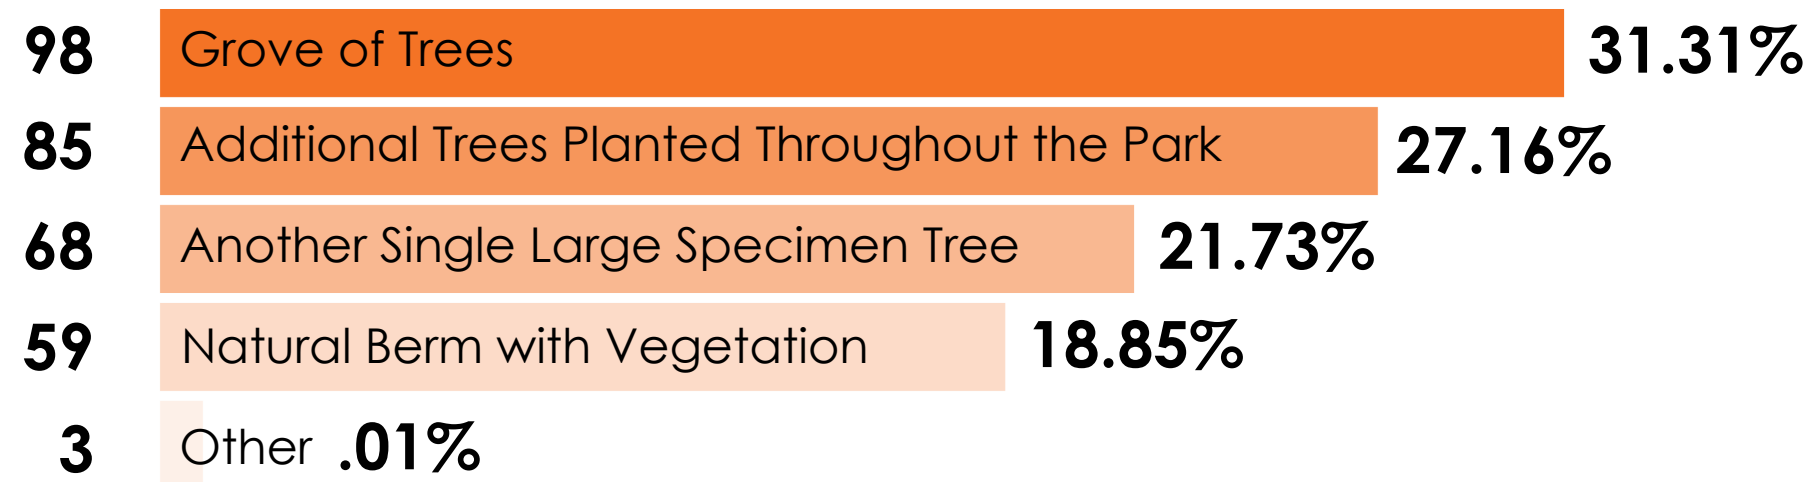 98 Grove of Trees 31.31%
85 Additional Trees Planted Throughout the Park 27.16%
68 Another Single Large Specimen Tree 21.73%
59 Natural Berm with Vegetation 18.85%
3 Other .01%